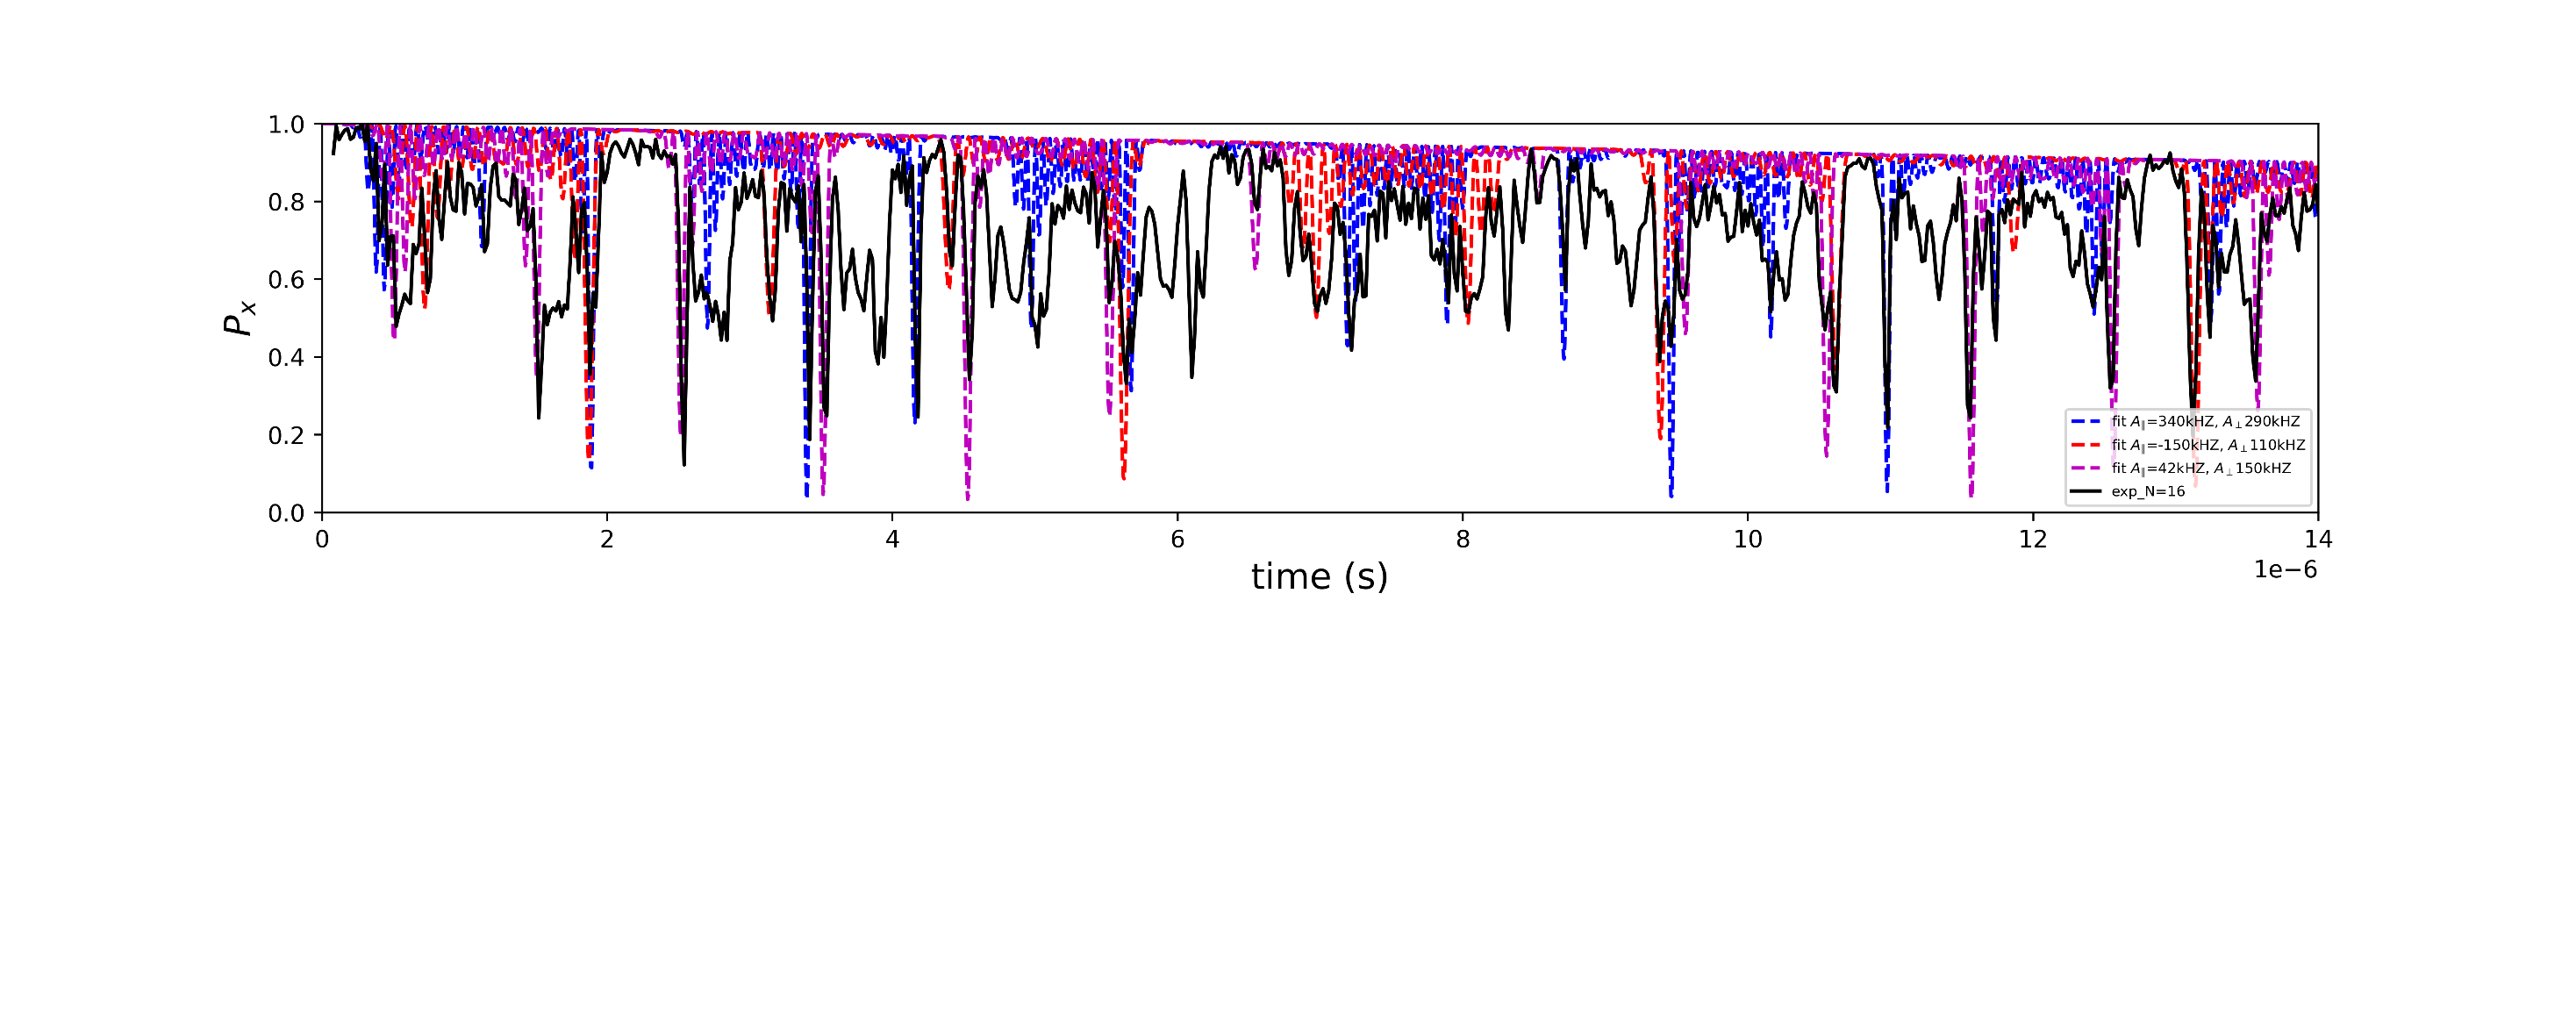 1.0
0.8
0.6
0.4
0.2
0.0
Px
0
2
4
6
8
10
12
14
1e−6
time (s)
fit A∥=340kHZ, A⊥290kHZ
fit A∥=-150kHZ, A⊥110kHZ
fit A∥=42kHZ, A⊥150kHZ
exp_N=16